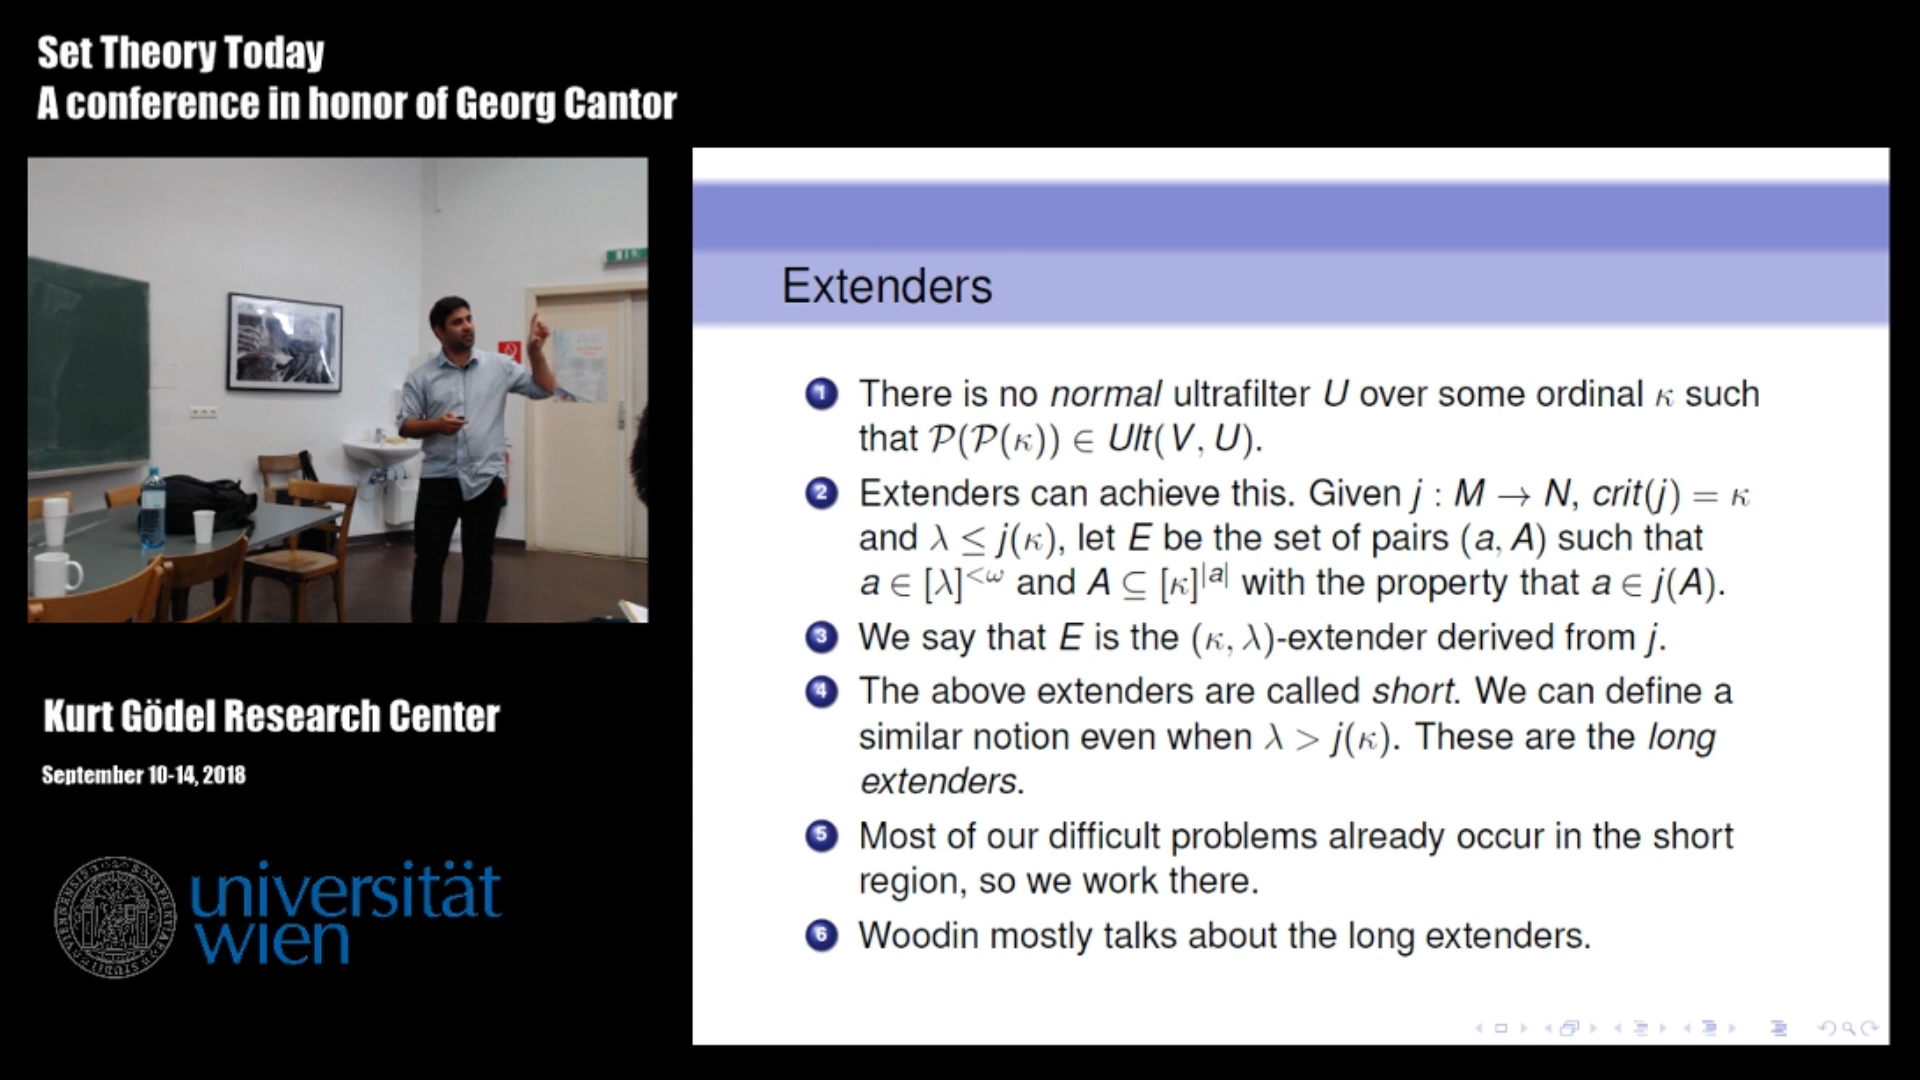 Set Theory Today
A conference in honor of Georg Cantor
Extenders
1 There is no normal ultrafilter U over some ordinal κ such
that 𝒫(𝒫(κ)) ∈ Ult(V, U).
2 Extenders can achieve this. Given j : M → N, crit(j) = κ
and λ ≤ j(κ), let E be the set of pairs (a, A) such that
a ∈ [λ]^{<ω} and A ⊆ [κ]^{|a|} with the property that a ∈ j(A).
3 We say that E is the (κ, λ)-extender derived from j.
4 The above extenders are called short. We can define a
similar notion even when λ > j(κ). These are the long
extenders.
5 Most of our difficult problems already occur in the short
region, so we work there.
6 Woodin mostly talks about the long extenders.
Kurt Gödel Research Center
September 10-14, 2018
universität
wien